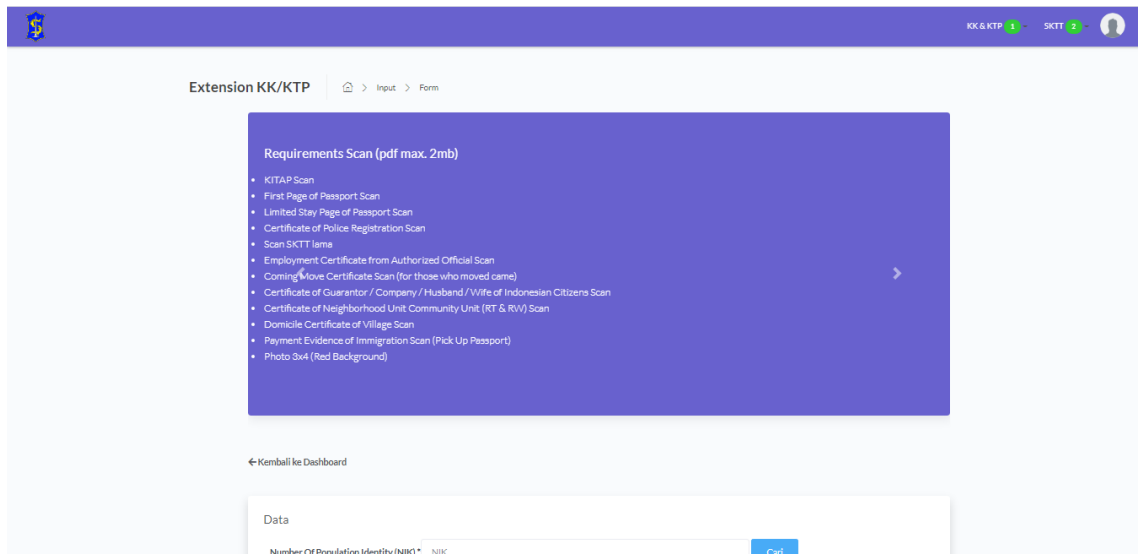 KK & KTP 1 SKTT 2
Extension KK/KTP > Input > Form
Requirements Scan (pdf max. 2mb)
• KITAP Scan
• First Page of Passport Scan
• Limited Stay Page of Passport Scan
• Certificate of Police Registration Scan
• Scan SKTT lama
• Employment Certificate from Authorized Official Scan
• Coming Move Certificate Scan (for those who moved came)
• Certificate of Guarantor / Company / Husband / Wife of Indonesian Citizens Scan
• Certificate of Neighborhood Unit Community Unit (RT & RW) Scan
• Domicile Certificate of Village Scan
• Payment Evidence of Immigration Scan (Pick Up Passport)
• Photo 3x4 (Red Background)
←Kembali ke Dashboard
Data
Number Of Population Identity (NIK) * NIK Cari